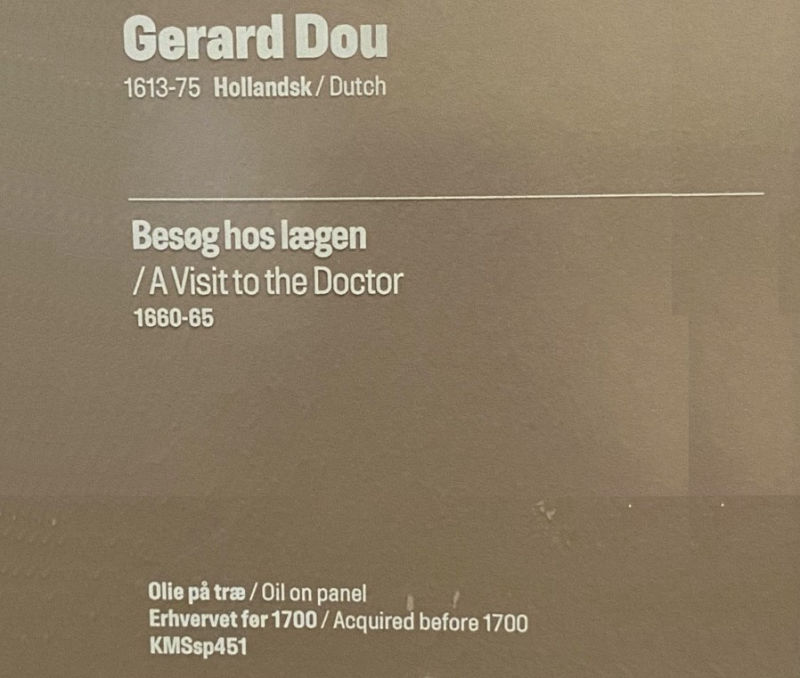 Gerard Dou
1613-75 Hollandsk / Dutch
Besøg hos lægen
/ A Visit to the Doctor
1660-65
Olie på træ / Oil on panel
Erhvervet før 1700 / Acquired before 1700
KMSsp451